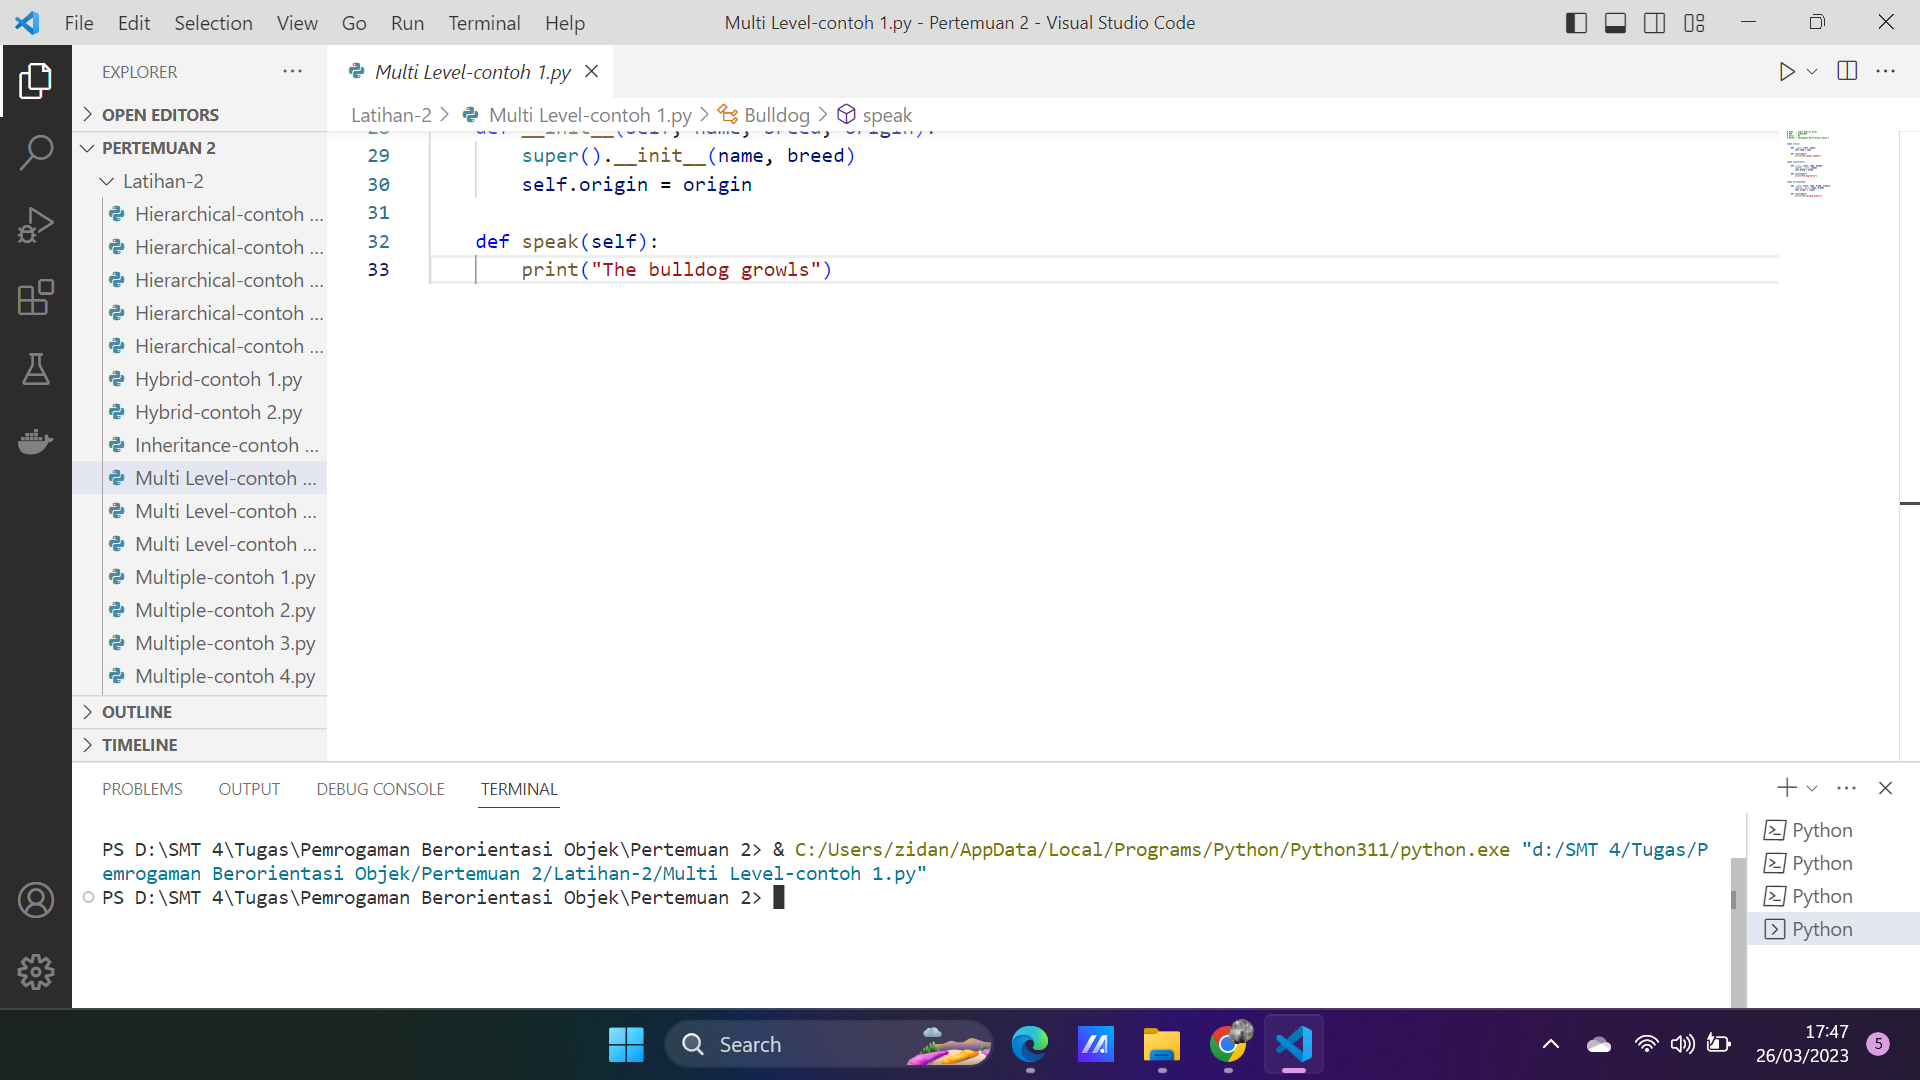 File Edit Selection View Go Run Terminal Help
Multi Level-contoh 1.py - Pertemuan 2 - Visual Studio Code
EXPLORER
OPEN EDITORS
PERTEMUAN 2
Latihan-2
Hierarchical-contoh ...
Hierarchical-contoh ...
Hierarchical-contoh ...
Hierarchical-contoh ...
Hierarchical-contoh ...
Hybrid-contoh 1.py
Hybrid-contoh 2.py
Inheritance-contoh ...
Multi Level-contoh ...
Multi Level-contoh ...
Multi Level-contoh ...
Multiple-contoh 1.py
Multiple-contoh 2.py
Multiple-contoh 3.py
Multiple-contoh 4.py
OUTLINE
TIMELINE
Multi Level-contoh 1.py
Latihan-2 > Multi Level-contoh 1.py > Bulldog > speak
28 def __init__(self, name, breed, origin):
29 super().__init__(name, breed)
30 self.origin = origin
31
32 def speak(self):
33 print("The bulldog growls")
PROBLEMS OUTPUT DEBUG CONSOLE TERMINAL
PS D:\SMT 4\Tugas\Pemrogaman Berorientasi Objek\Pertemuan 2> & C:/Users/zidan/AppData/Local/Programs/Python/Python311/python.exe "d:/SMT 4/Tugas/P
emrogaman Berorientasi Objek/Pertemuan 2/Latihan-2/Multi Level-contoh 1.py"
PS D:\SMT 4\Tugas\Pemrogaman Berorientasi Objek\Pertemuan 2>
Python
Python
Python
Python
Search
17:47
26/03/2023
5